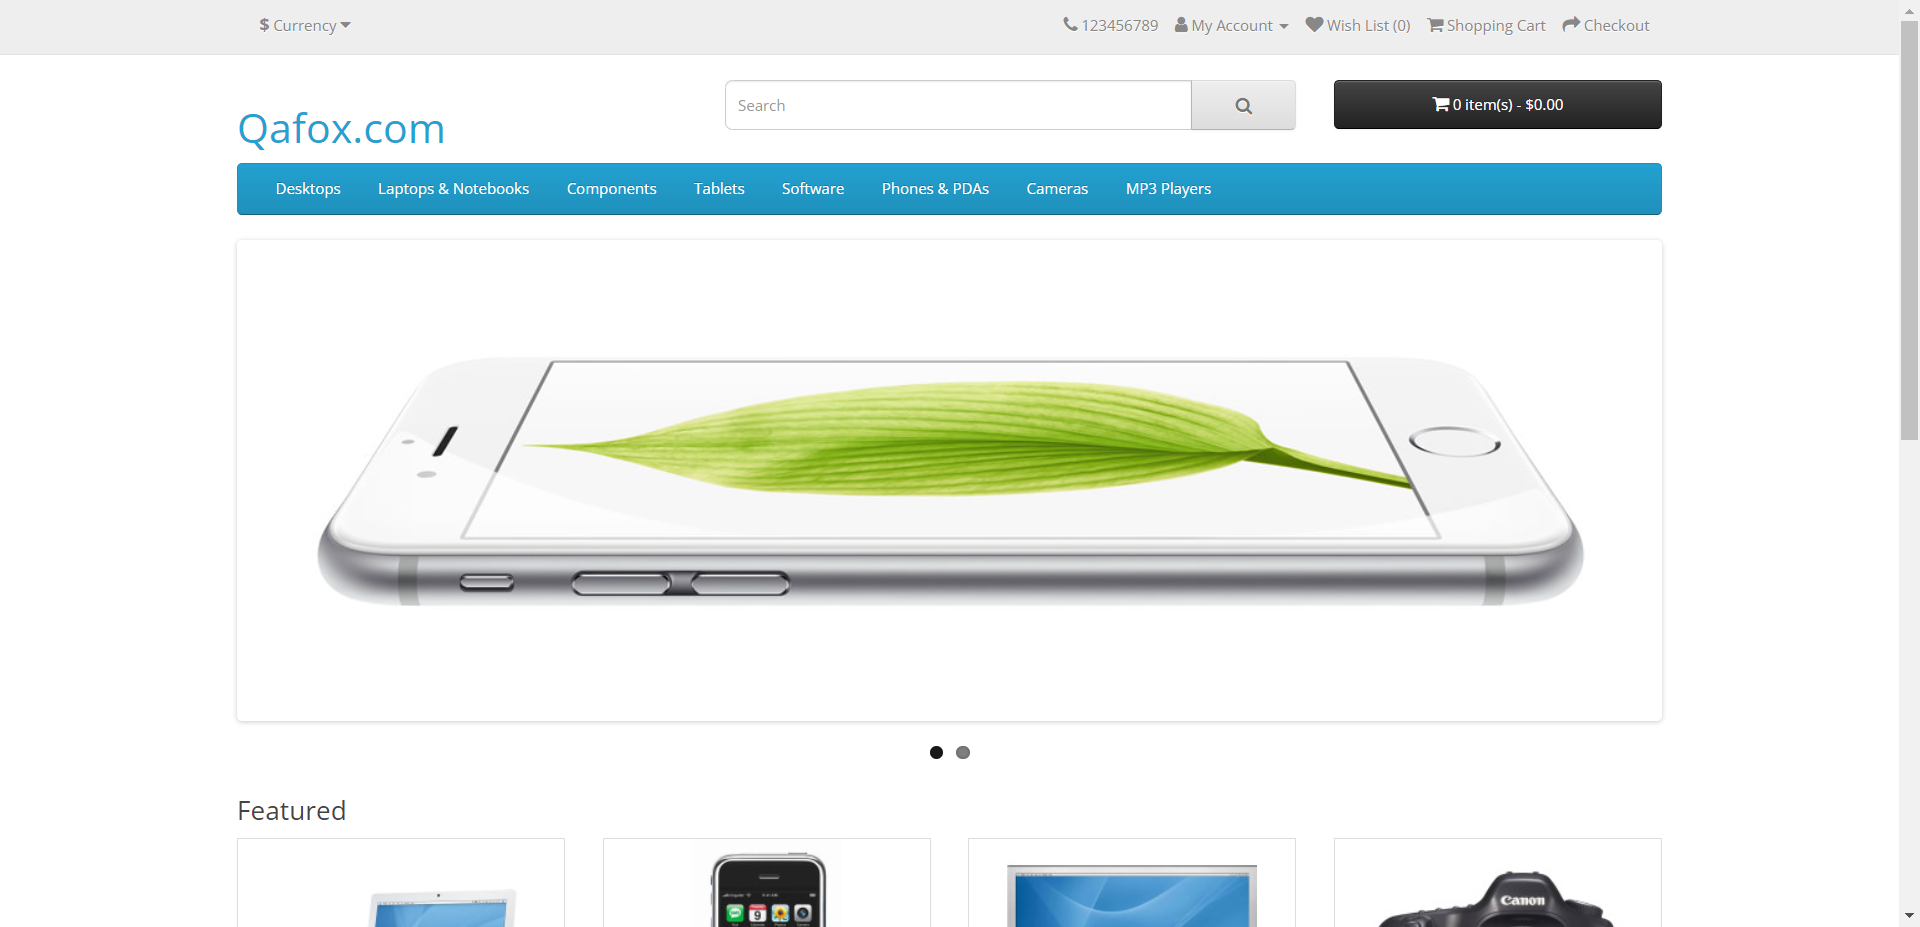 $ Currency
123456789 My Account Wish List (0) Shopping Cart Checkout
Search
0 item(s) - $0.00
Qafox.com
Desktops Laptops & Notebooks Components Tablets Software Phones & PDAs Cameras MP3 Players
Featured
9
Canon